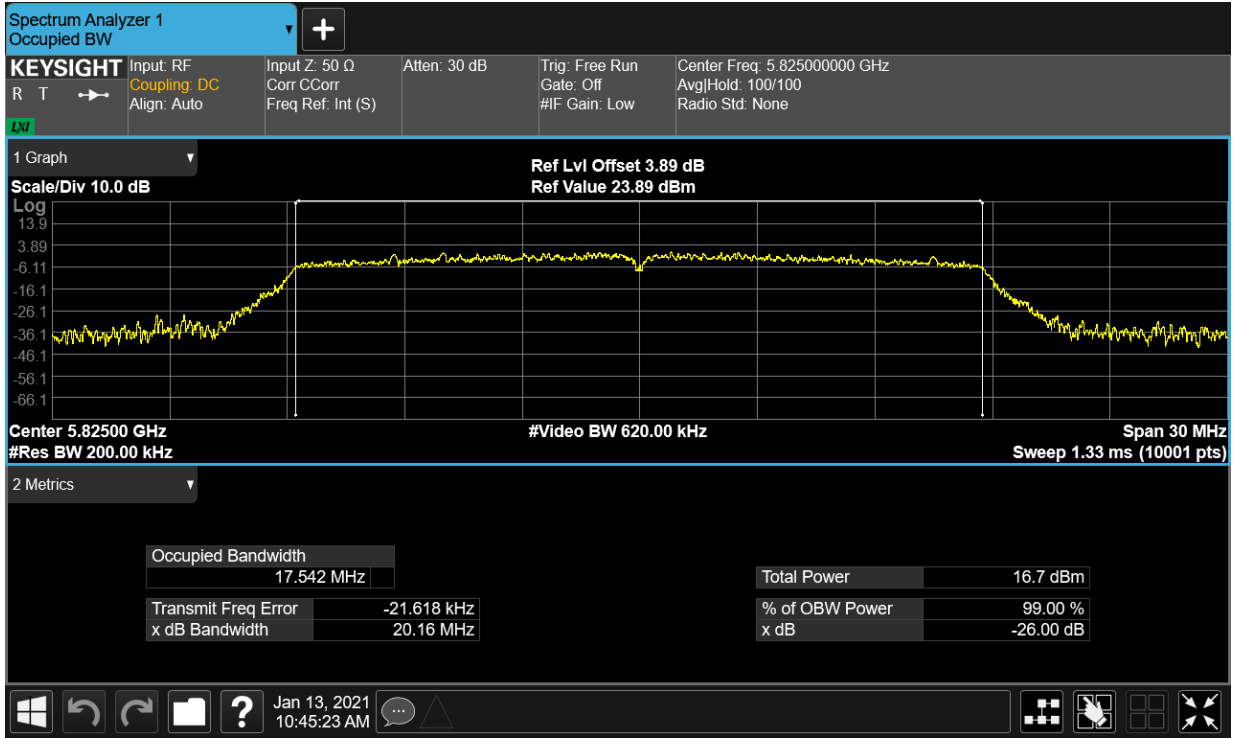 Spectrum Analyzer 1
Occupied BW
KEYSIGHT
R T
LXI
Input: RF
Coupling: DC
Align: Auto
Input Z: 50 Ω
Corr CCorr
Freq Ref: Int (S)
Atten: 30 dB
Trig: Free Run
Gate: Off
#IF Gain: Low
Center Freq: 5.825000000 GHz
Avg|Hold: 100/100
Radio Std: None
1 Graph
Ref Lvl Offset 3.89 dB
Scale/Div 10.0 dB
Ref Value 23.89 dBm
Log
13.9
3.89
-6.11
-16.1
-26.1
-36.1
-46.1
-56.1
-66.1
Center 5.82500 GHz
#Video BW 620.00 kHz
Span 30 MHz
#Res BW 200.00 kHz
Sweep 1.33 ms (10001 pts)
2 Metrics
Occupied Bandwidth
17.542 MHz
Total Power 16.7 dBm
Transmit Freq Error -21.618 kHz
% of OBW Power 99.00 %
x dB Bandwidth 20.16 MHz
x dB -26.00 dB
?
Jan 13, 2021
10:45:23 AM